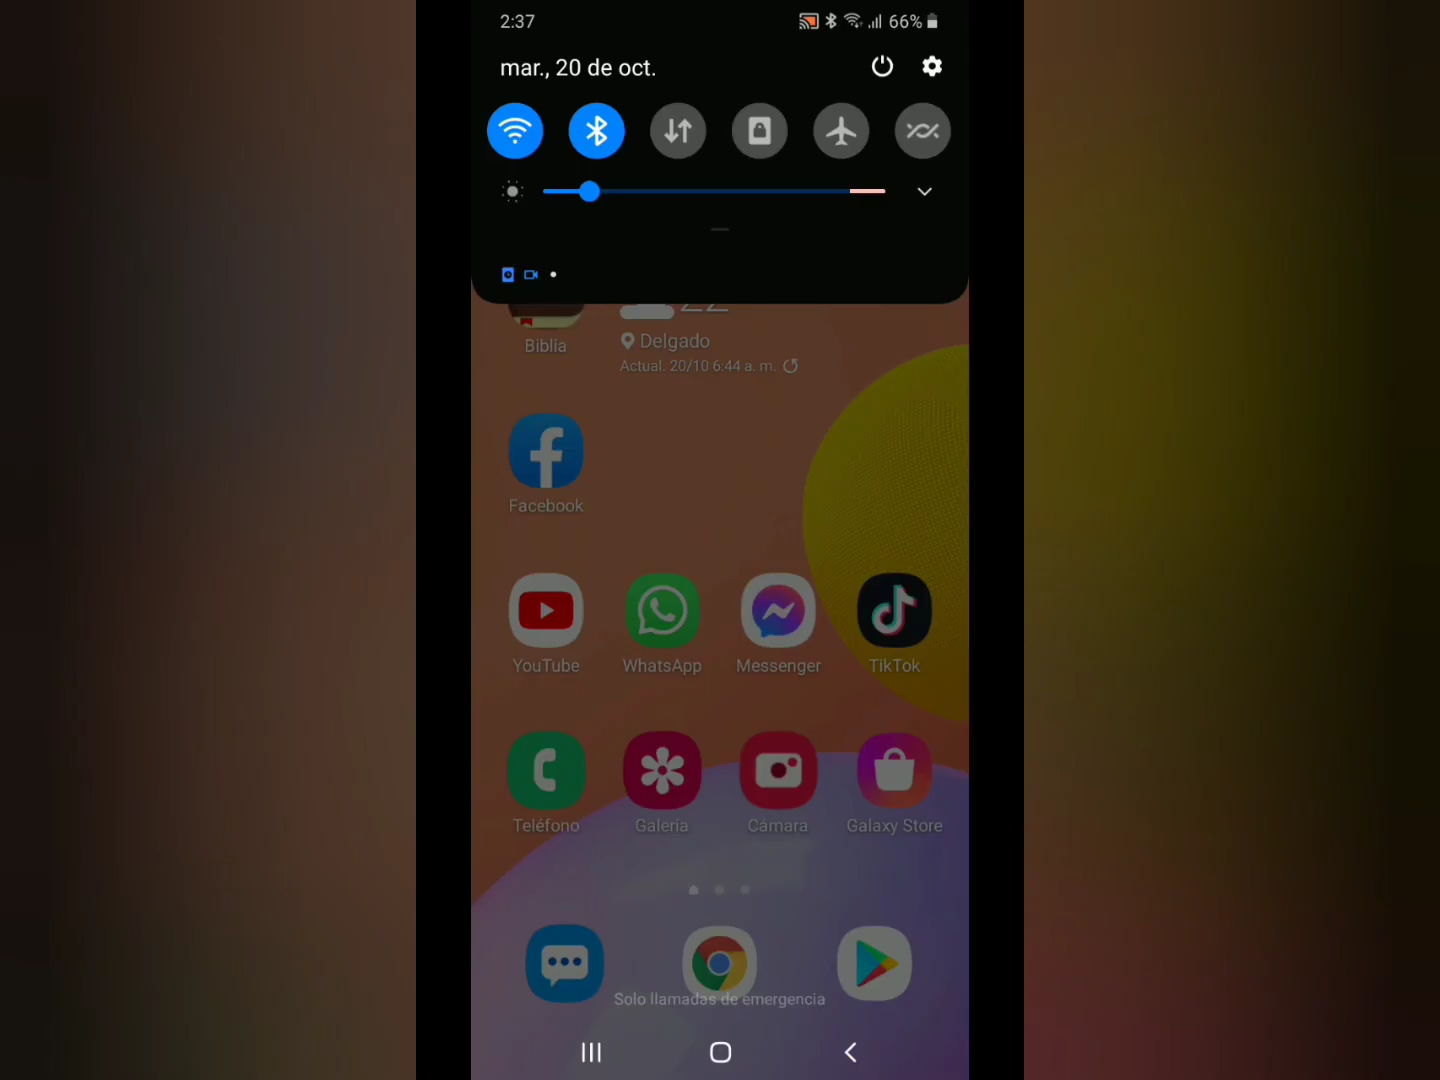 2:37
66%
mar., 20 de oct.
Biblia
Delgado
Actual. 20/10 6:44 a. m.
Facebook
YouTube
WhatsApp
Messenger
TikTok
Teléfono
Galería
Cámara
Galaxy Store
Solo llamadas de emergencia